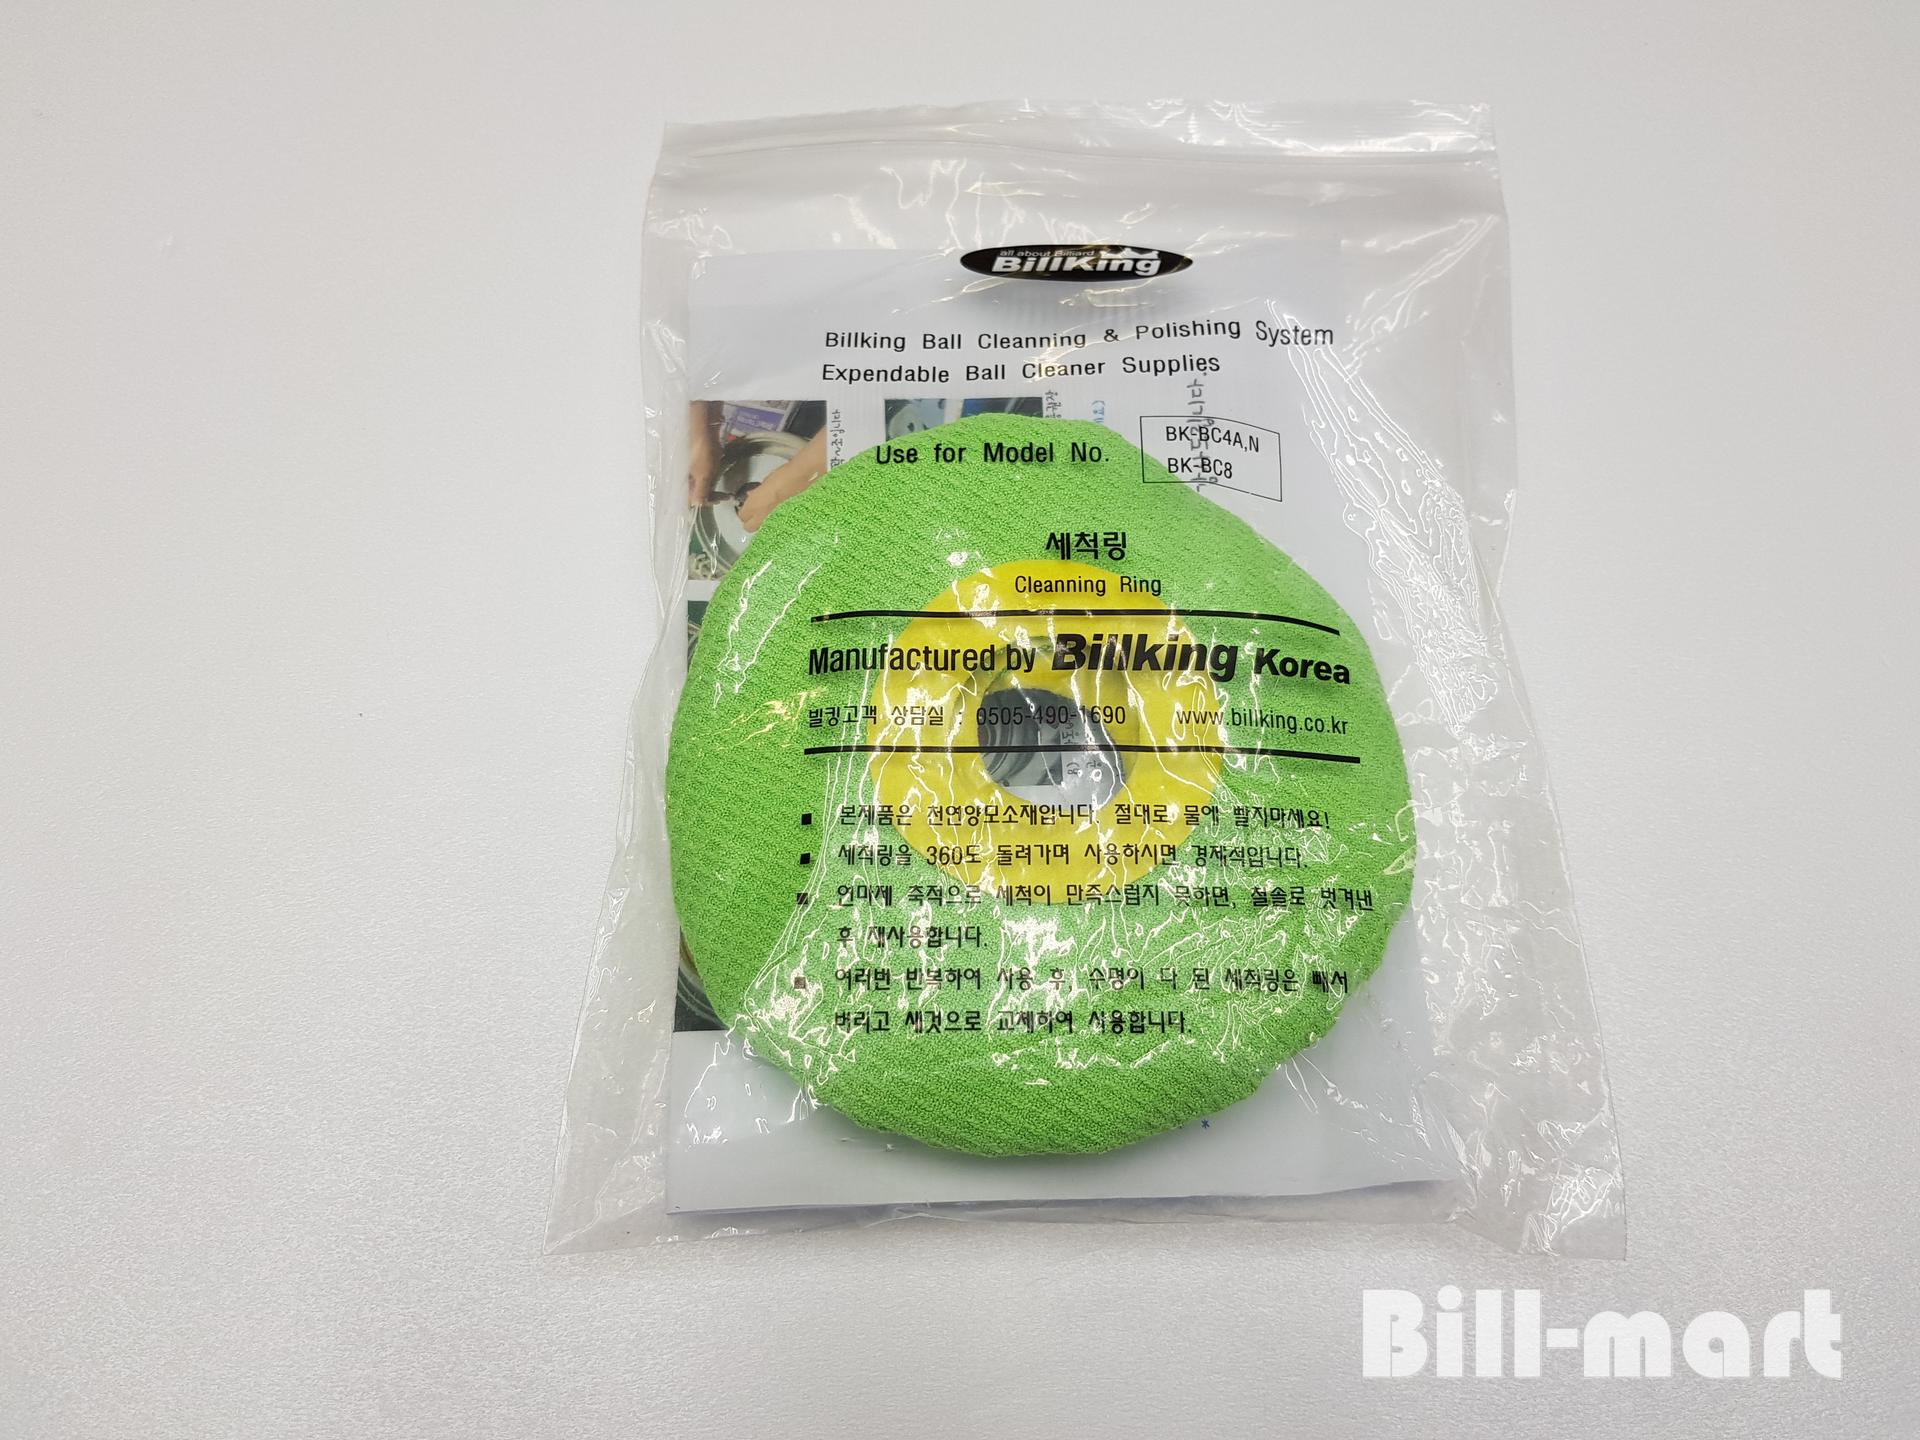 all about Billiard
BillKing
Billking Ball Cleanning & Polishing System
Expendable Ball Cleaner Supplies
Use for Model No.
BK-BC4A,N
BK-BC8
세척링
Cleanning Ring
Manufactured by Billking Korea
빌킹고객 상담실 : 0505-490-1690 www.billking.co.kr
■ 본제품은 천연양모소재입니다. 절대로 물에 빨지마세요!
■ 세척링을 360도 돌려가며 사용하시면 경제적입니다.
■ 연마제 축적으로 세척이 만족스럽지 못하면, 철솔로 벗겨낸
후 재사용합니다.
■ 여러번 반복하여 사용 후, 수명이 다 된 세척링은 빼서
버리고 새것으로 교체하여 사용합니다.
Bill-mart